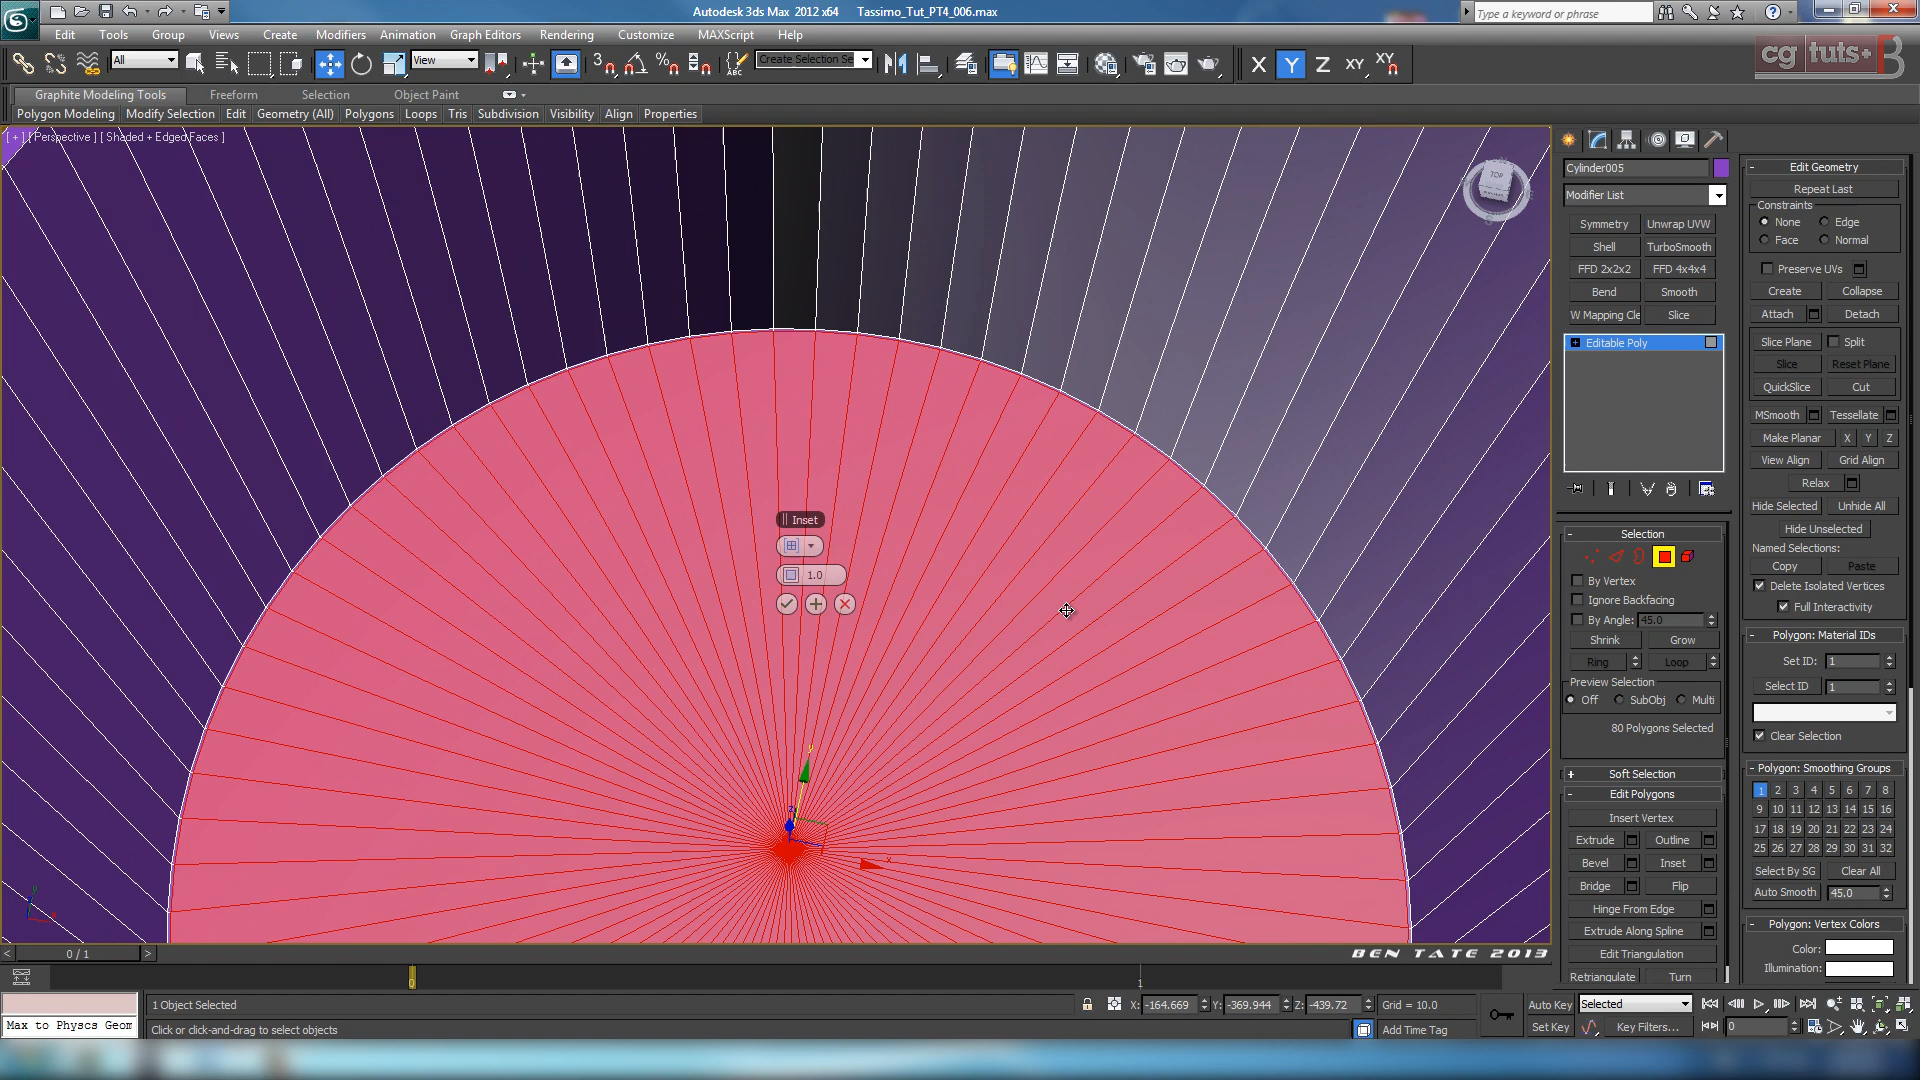 Autodesk 3ds Max 2012 x64 Tassimo_Tut_PT4_006.max
Type a keyword or phrase
Edit Tools Group Views Create Modifiers Animation Graph Editors Rendering Customize MAXScript Help
All View Create Selection Se X Y Z XY XY
cg tuts+ B
Graphite Modeling Tools Freeform Selection Object Paint
Polygon Modeling Modify Selection Edit Geometry (All) Polygons Loops Tris Subdivision Visibility Align Properties
[ + ] [ Perspective ] [ Shaded + Edged Faces ]
TOP
Inset
1.0
y
z
x
BEN TATE 2013
Cylinder005
Modifier List
Symmetry Unwrap UVW
Shell TurboSmooth
FFD 2x2x2 FFD 4x4x4
Bend Smooth
W Mapping Cle Slice
Editable Poly
Selection
By Vertex
Ignore Backfacing
By Angle: 45.0
Shrink Grow
Ring Loop
Preview Selection
Off SubObj Multi
80 Polygons Selected
Soft Selection
Edit Polygons
Insert Vertex
Extrude Outline
Bevel Inset
Bridge Flip
Hinge From Edge
Extrude Along Spline
Edit Triangulation
Retriangulate Turn
Edit Geometry
Repeat Last
Constraints
None Edge
Face Normal
Preserve UVs
Create Collapse
Attach Detach
Slice Plane Split
Slice Reset Plane
QuickSlice Cut
MSmooth Tessellate
Make Planar X Y Z
View Align Grid Align
Relax
Hide Selected Unhide All
Hide Unselected
Named Selections:
Copy Paste
Delete Isolated Vertices
Full Interactivity
Polygon: Material IDs
Set ID: 1
Select ID 1
Clear Selection
Polygon: Smoothing Groups
1 2 3 4 5 6 7 8
9 10 11 12 13 14 15 16
17 18 19 20 21 22 23 24
25 26 27 28 29 30 31 32
Select By SG Clear All
Auto Smooth 45.0
Polygon: Vertex Colors
Color:
Illumination:
< 0 / 1 >
0 1
1 Object Selected X: -164.669 Y: -369.944 Z: -439.72 Grid = 10.0 Auto Key Selected
Max to Physcs Geom Click or click-and-drag to select objects Add Time Tag Set Key Key Filters... 0